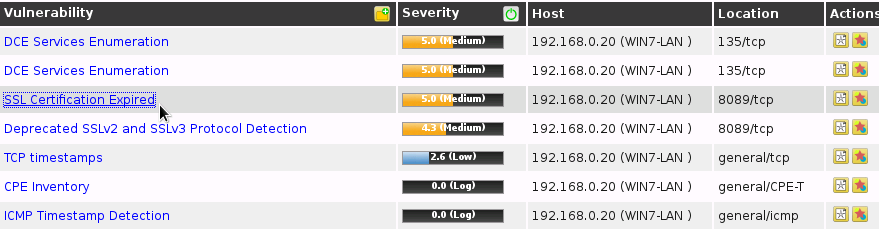 Vulnerability Severity Host Location Actions
DCE Services Enumeration 5.0 (Medium) 192.168.0.20 (WIN7-LAN ) 135/tcp
DCE Services Enumeration 5.0 (Medium) 192.168.0.20 (WIN7-LAN ) 135/tcp
SSL Certification Expired 5.0 (Medium) 192.168.0.20 (WIN7-LAN ) 8089/tcp
Deprecated SSLv2 and SSLv3 Protocol Detection 4.3 (Medium) 192.168.0.20 (WIN7-LAN ) 8089/tcp
TCP timestamps 2.6 (Low) 192.168.0.20 (WIN7-LAN ) general/tcp
CPE Inventory 0.0 (Log) 192.168.0.20 (WIN7-LAN ) general/CPE-T
ICMP Timestamp Detection 0.0 (Log) 192.168.0.20 (WIN7-LAN ) general/icmp